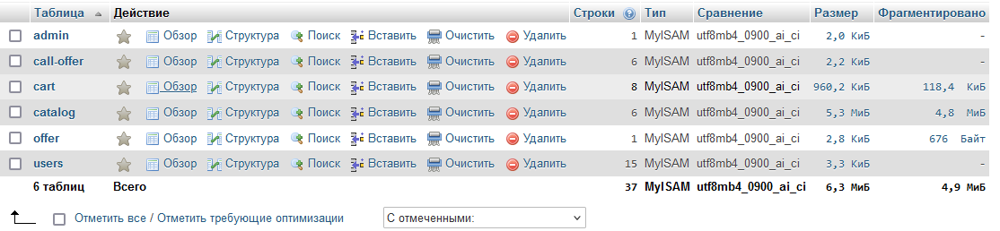 Таблица Действие Строки Тип Сравнение Размер Фрагментировано
admin Обзор Структура Поиск Вставить Очистить Удалить 1 MyISAM utf8mb4_0900_ai_ci 2,0 КиБ -
call-offer Обзор Структура Поиск Вставить Очистить Удалить 6 MyISAM utf8mb4_0900_ai_ci 2,2 КиБ -
cart Обзор Структура Поиск Вставить Очистить Удалить 8 MyISAM utf8mb4_0900_ai_ci 960,2 КиБ 118,4 КиБ
catalog Обзор Структура Поиск Вставить Очистить Удалить 6 MyISAM utf8mb4_0900_ai_ci 5,3 МиБ 4,8 МиБ
offer Обзор Структура Поиск Вставить Очистить Удалить 1 MyISAM utf8mb4_0900_ai_ci 2,8 КиБ 676 Байт
users Обзор Структура Поиск Вставить Очистить Удалить 15 MyISAM utf8mb4_0900_ai_ci 3,3 КиБ -
6 таблиц Всего 37 MyISAM utf8mb4_0900_ai_ci 6,3 МиБ 4,9 МиБ
Отметить все / Отметить требующие оптимизации С отмеченными: